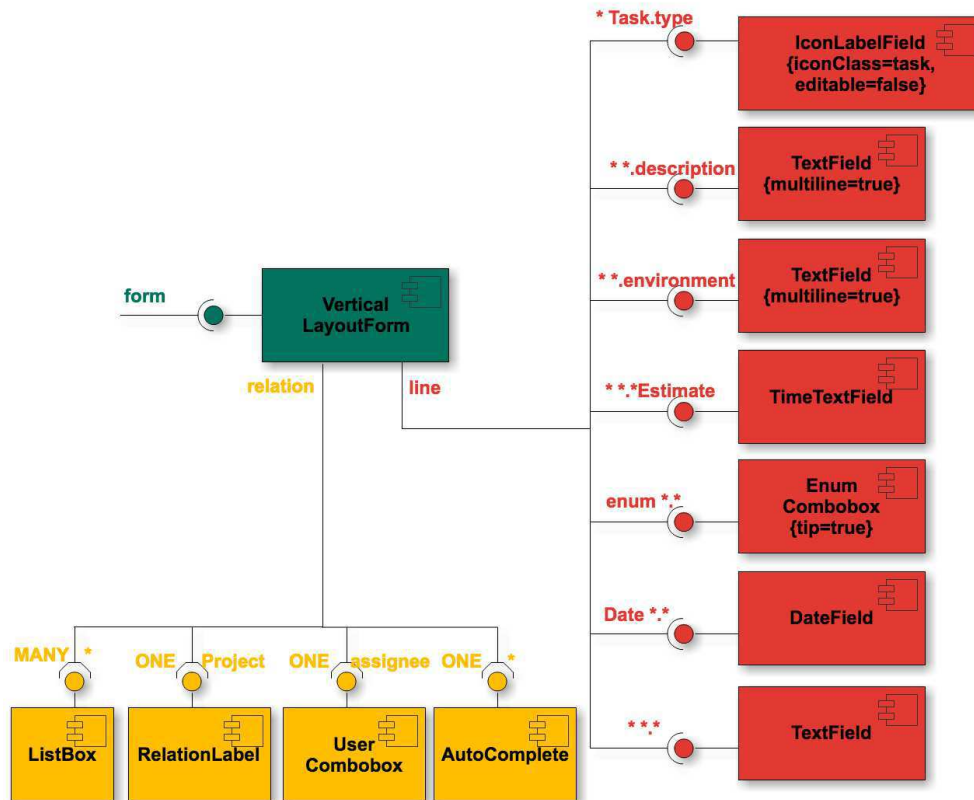 * Task.type
IconLabelField
{iconClass=task,
editable=false}
* *.description
TextField
{multiline=true}
* *.environment
TextField
{multiline=true}
form
Vertical
LayoutForm
relation
line
* *.*Estimate
TimeTextField
enum *.*
Enum
Combobox
{tip=true}
Date *.*
DateField
* *.*
TextField
MANY *
ONE Project
ONE assignee
ONE *
ListBox
RelationLabel
User
Combobox
AutoComplete